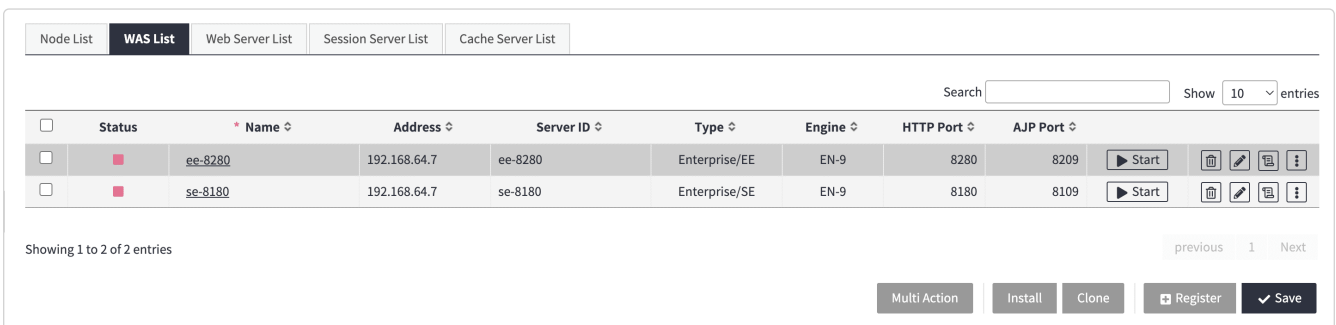 Node List WAS List Web Server List Session Server List Cache Server List
Search Show 10 entries
Status * Name Address Server ID Type Engine HTTP Port AJP Port
ee-8280 192.168.64.7 ee-8280 Enterprise/EE EN-9 8280 8209 Start
se-8180 192.168.64.7 se-8180 Enterprise/SE EN-9 8180 8109 Start
Showing 1 to 2 of 2 entries previous 1 Next
Multi Action Install Clone Register Save